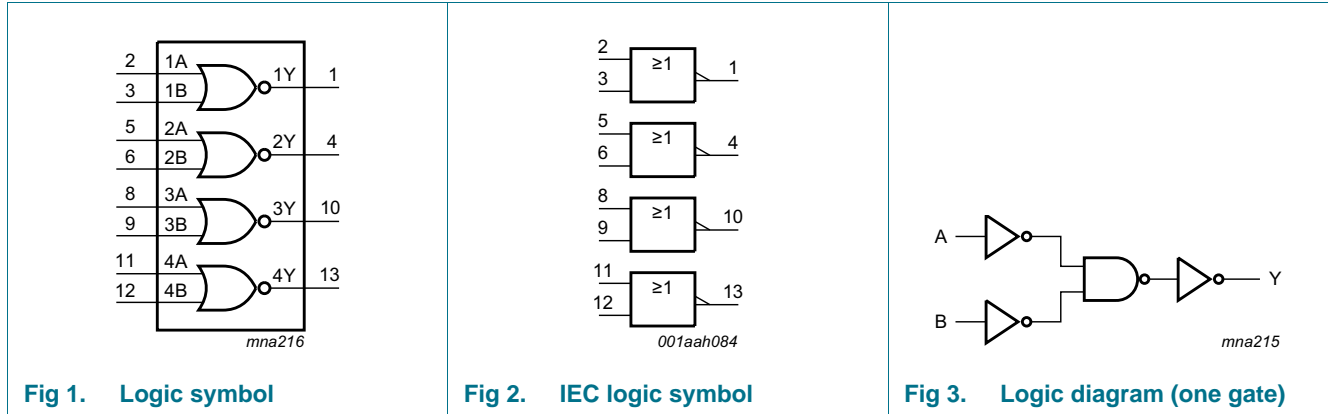 2 1A 1Y 1
3 1B
5 2A 2Y 4
6 2B
8 3A 3Y 10
9 3B
11 4A 4Y 13
12 4B
mna216
Fig 1. Logic symbol
2 ≥1 1
3
5 ≥1 4
6
8 ≥1 10
9
11 ≥1 13
12
001aah084
Fig 2. IEC logic symbol
A
B
Y
mna215
Fig 3. Logic diagram (one gate)